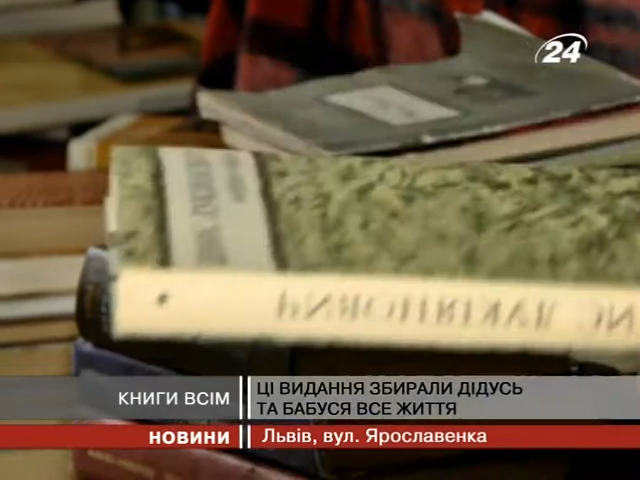 24
КНИГИ ВСІМ
ЦІ ВИДАННЯ ЗБИРАЛИ ДІДУСЬ
ТА БАБУСЯ ВСЕ ЖИТТЯ
НОВИНИ
Львів, вул. Ярославенка